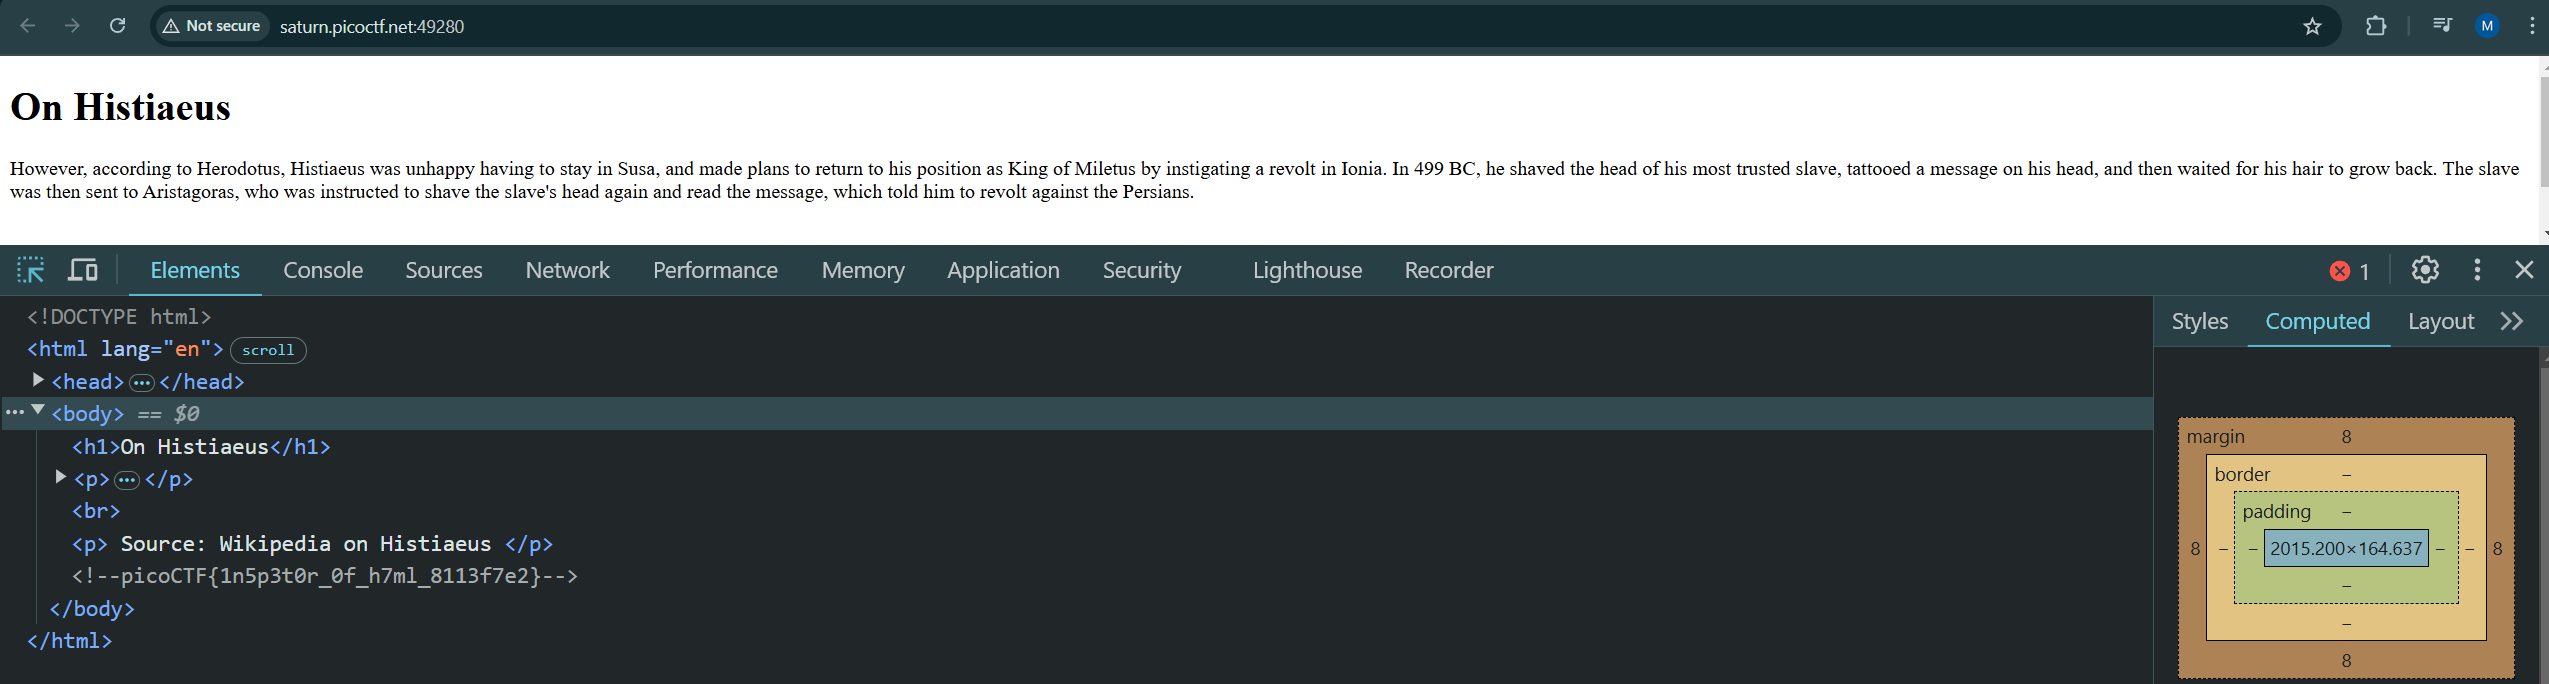 Not secure saturn.picoctf.net:49280 M
On Histiaeus
However, according to Herodotus, Histiaeus was unhappy having to stay in Susa, and made plans to return to his position as King of Miletus by instigating a revolt in Ionia. In 499 BC, he shaved the head of his most trusted slave, tattooed a message on his head, and then waited for his hair to grow back. The slave
was then sent to Aristagoras, who was instructed to shave the slave's head again and read the message, which told him to revolt against the Persians.
Elements Console Sources Network Performance Memory Application Security Lighthouse Recorder 1
<!DOCTYPE html>
<html lang="en"> scroll
<head> ••• </head>
••• <body> == $0
<h1>On Histiaeus</h1>
<p> ••• </p>
<br>
<p> Source: Wikipedia on Histiaeus </p>
<!--picoCTF{1n5p3t0r_0f_h7ml_8113f7e2}-->
</body>
</html>
Styles Computed Layout
margin 8
border –
padding –
8 – – 2015.200×164.637 – – 8
–
–
8